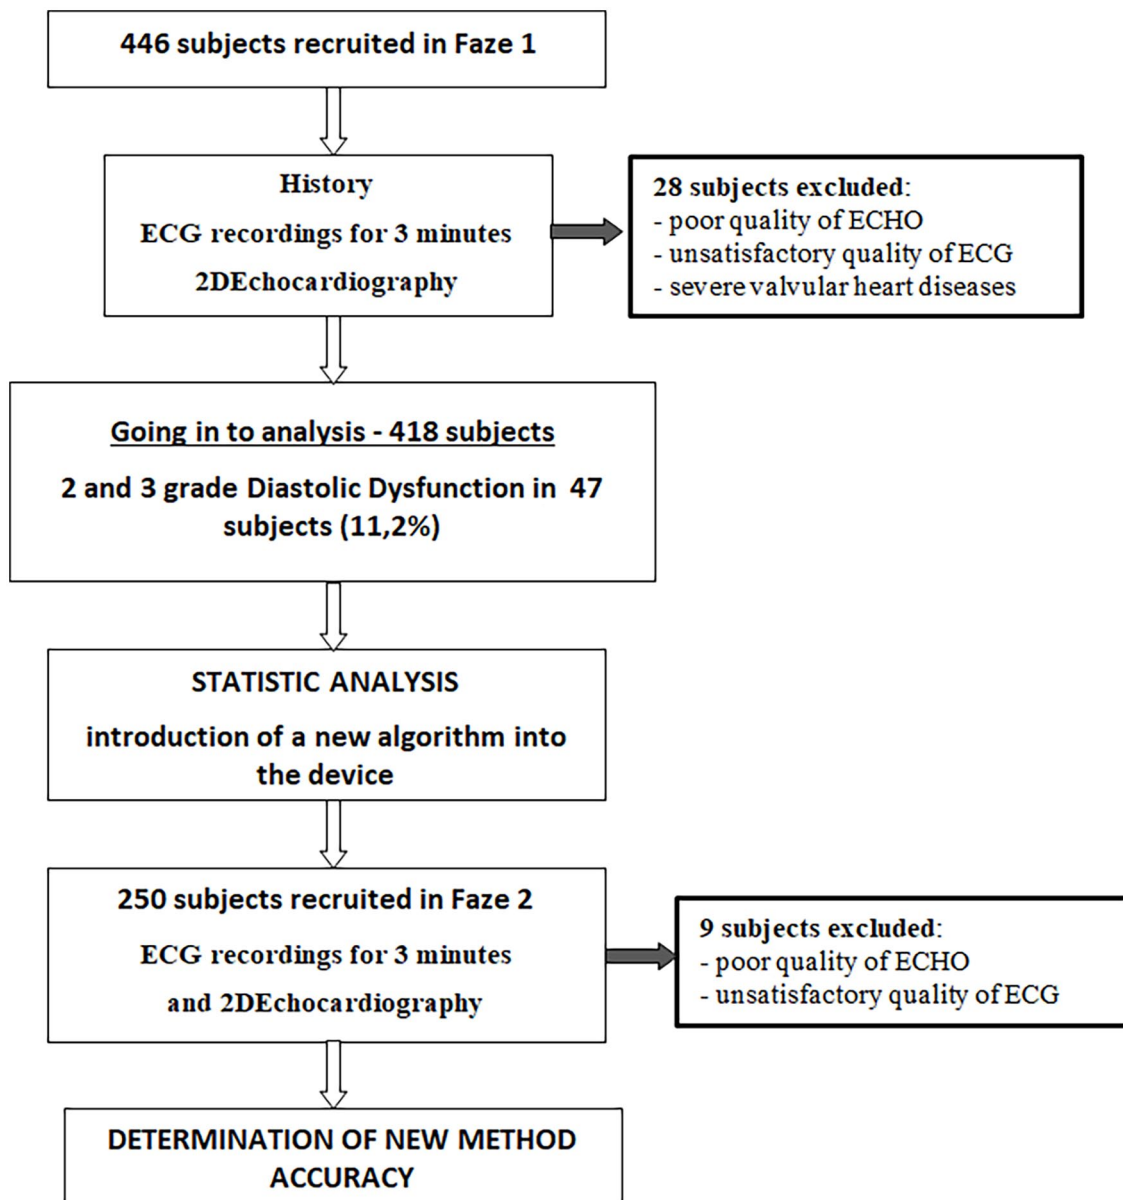 446 subjects recruited in Faze 1
History
ECG recordings for 3 minutes
2DEchocardiography
28 subjects excluded:
- poor quality of ECHO
- unsatisfactory quality of ECG
- severe valvular heart diseases
Going in to analysis - 418 subjects
2 and 3 grade Diastolic Dysfunction in 47
subjects (11,2%)
STATISTIC ANALYSIS
introduction of a new algorithm into
the device
250 subjects recruited in Faze 2
ECG recordings for 3 minutes
and 2DEchocardiography
9 subjects excluded:
- poor quality of ECHO
- unsatisfactory quality of ECG
DETERMINATION OF NEW METHOD
ACCURACY